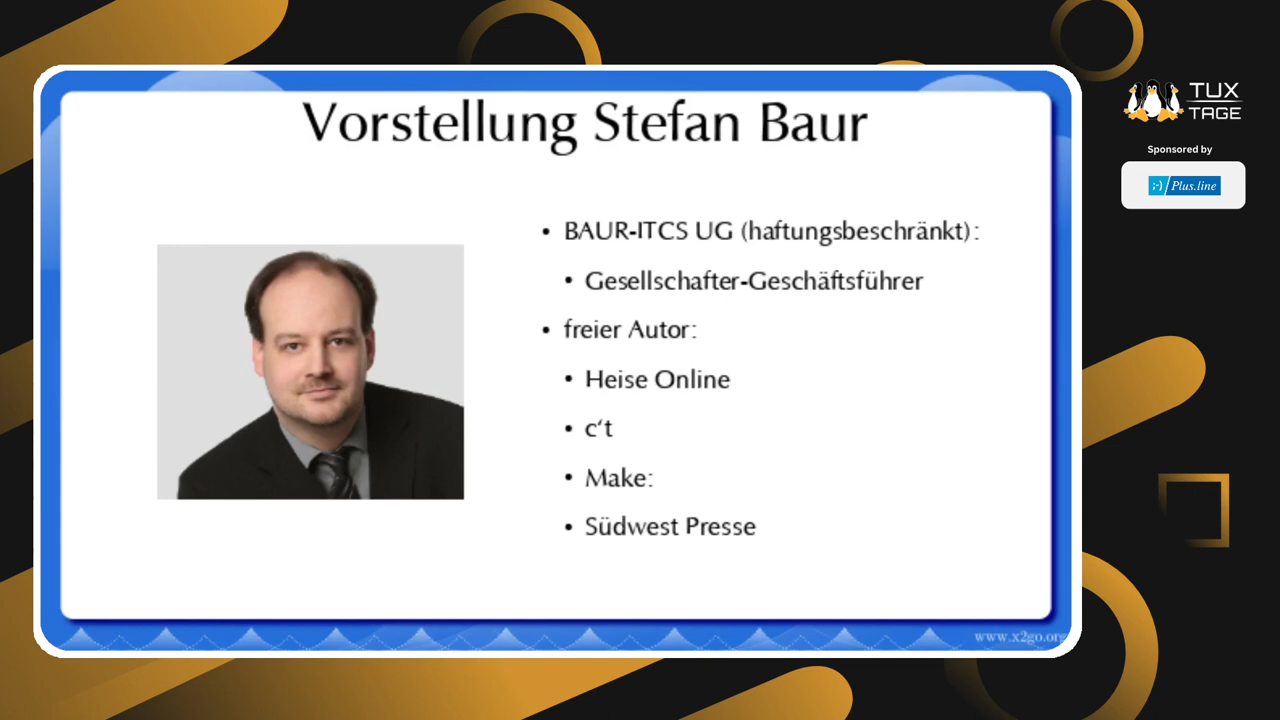 Vorstellung Stefan Baur
• BAUR-ITCS UG (haftungsbeschränkt):
• Gesellschafter-Geschäftsführer
• freier Autor:
• Heise Online
• c‘t
• Make:
• Südwest Presse
www.x2go.org
TUX
TAGE
Sponsored by
;-) Plus.line